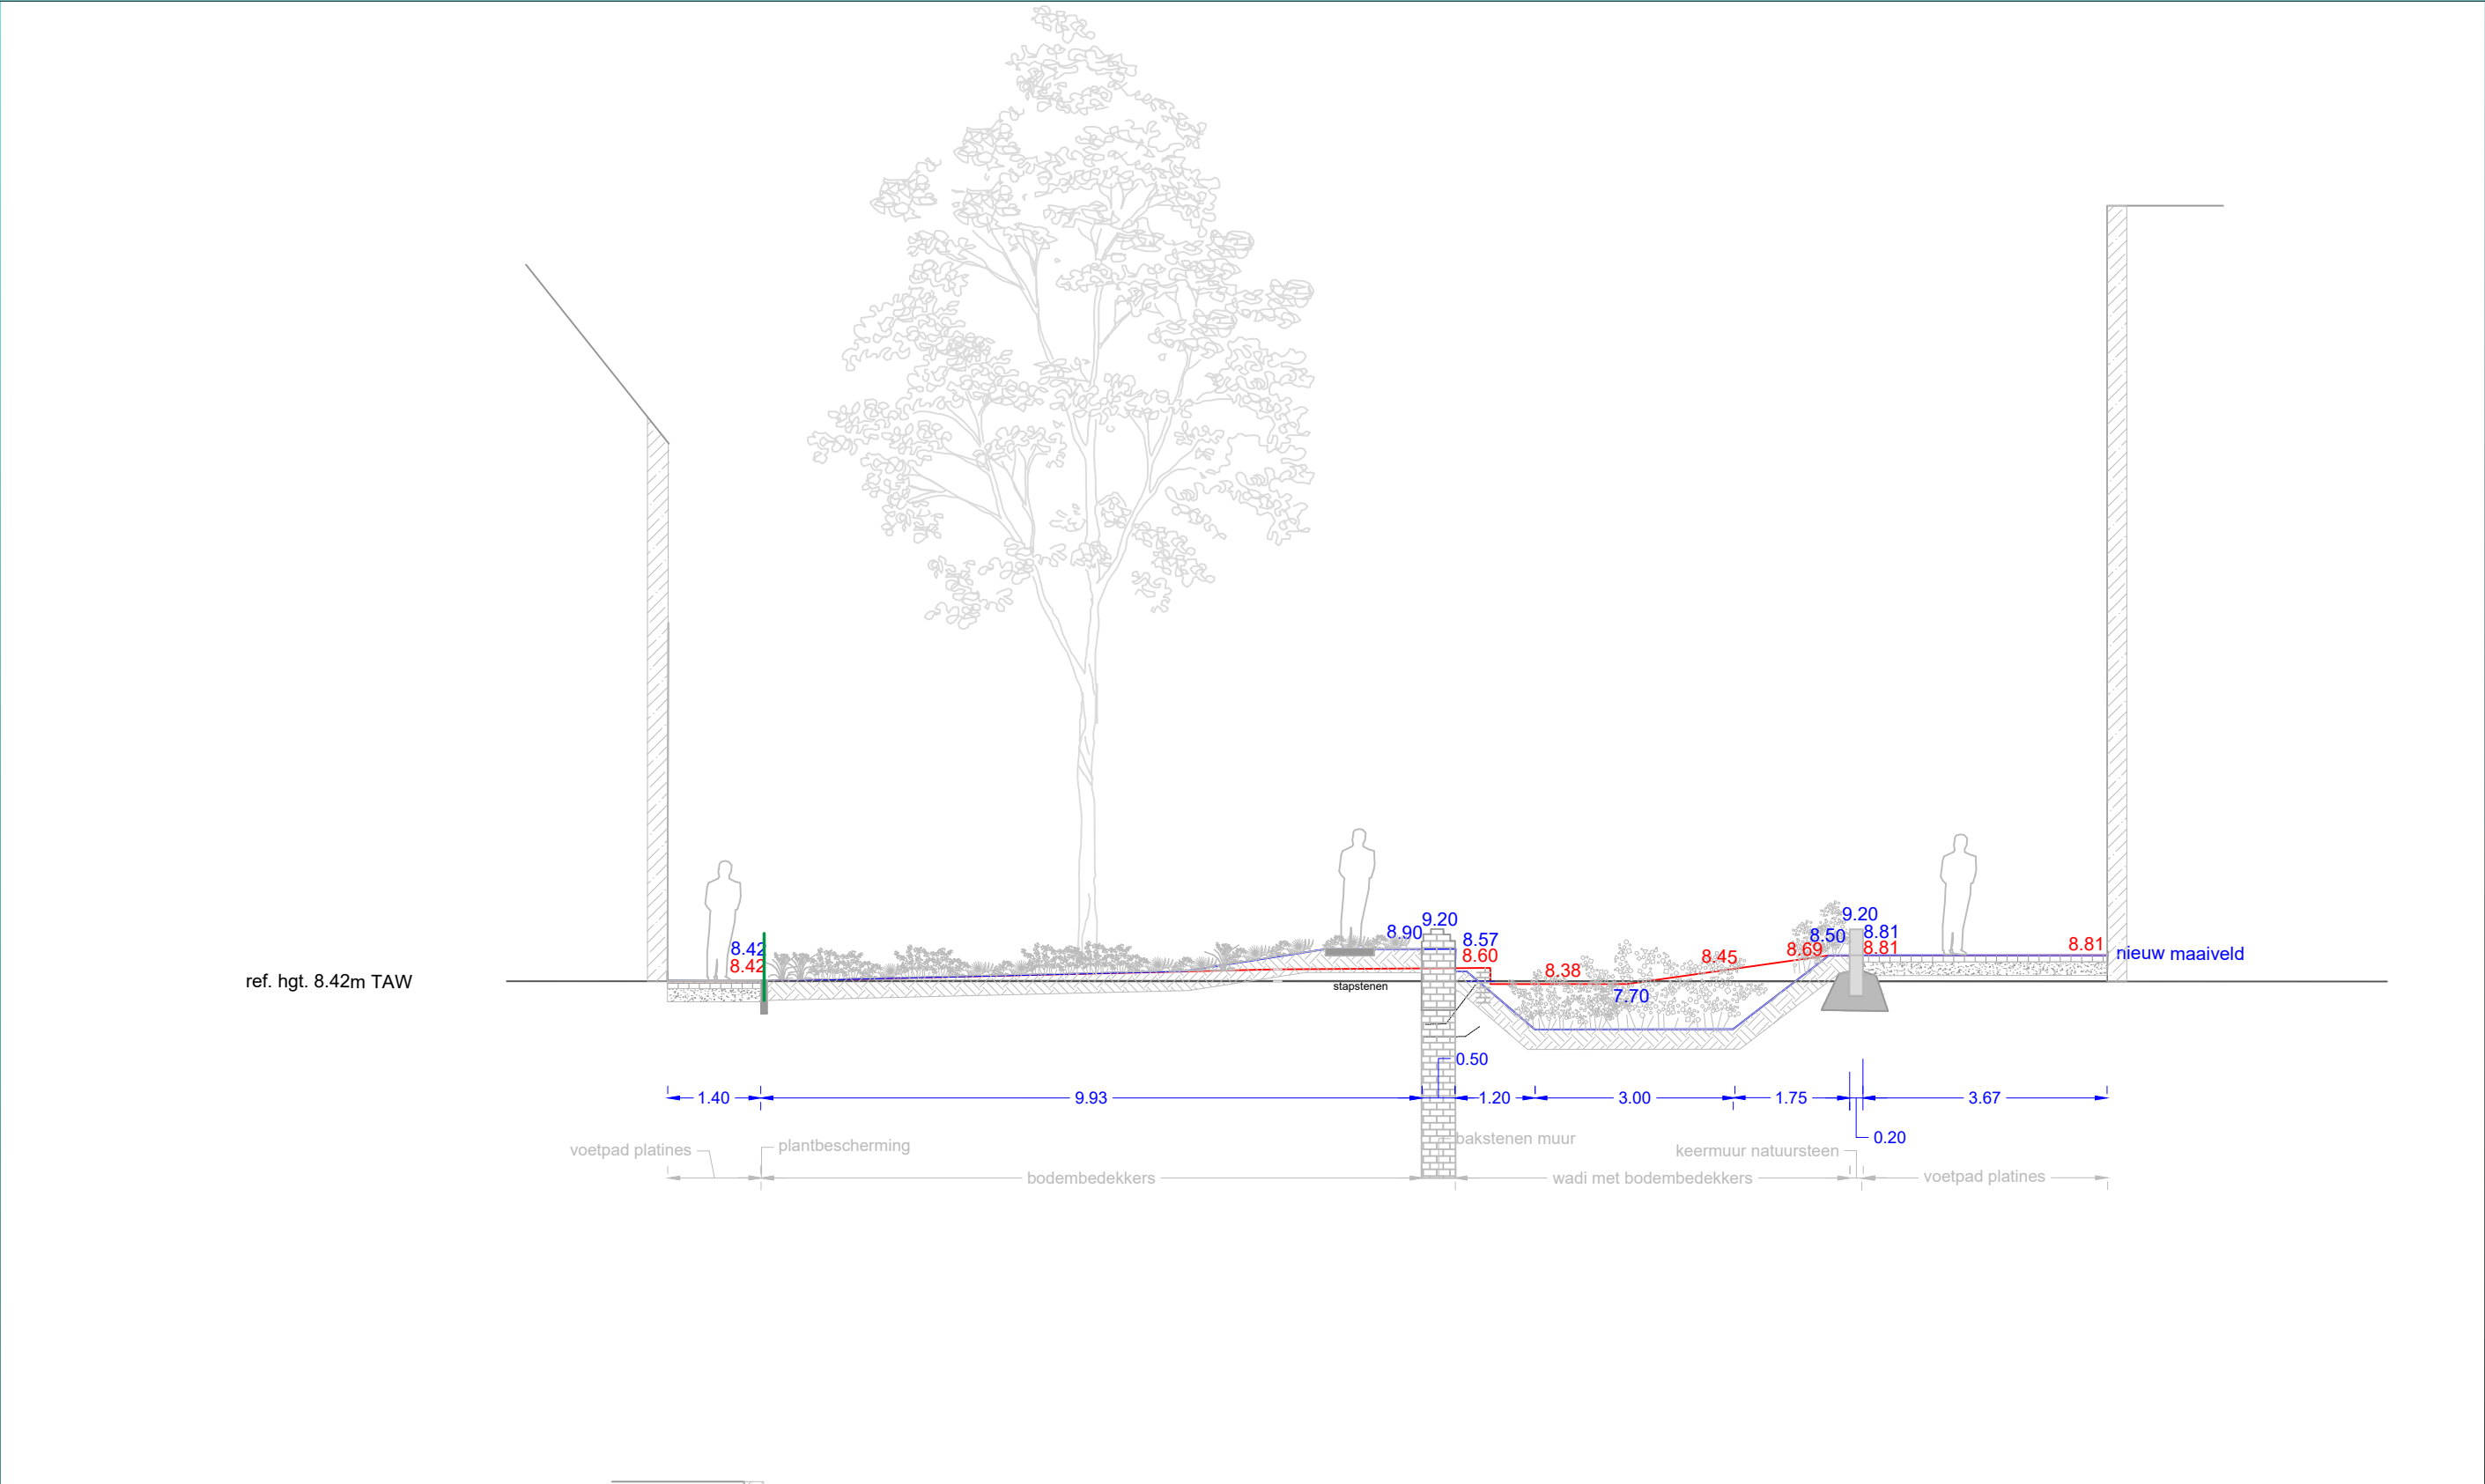 9.20
9.20
8.90
8.57
8.50
8.81
8.42
8.60
8.69
8.81
8.81
8.42
8.38
8.45
nieuw maaiveld
ref. hgt. 8.42m TAW
stapstenen
7.70
0.50
1.40
9.93
1.20
3.00
1.75
3.67
0.20
voetpad platines
plantbescherming
bakstenen muur
keermuur natuursteen
bodembedekkers
wadi met bodembedekkers
voetpad platines